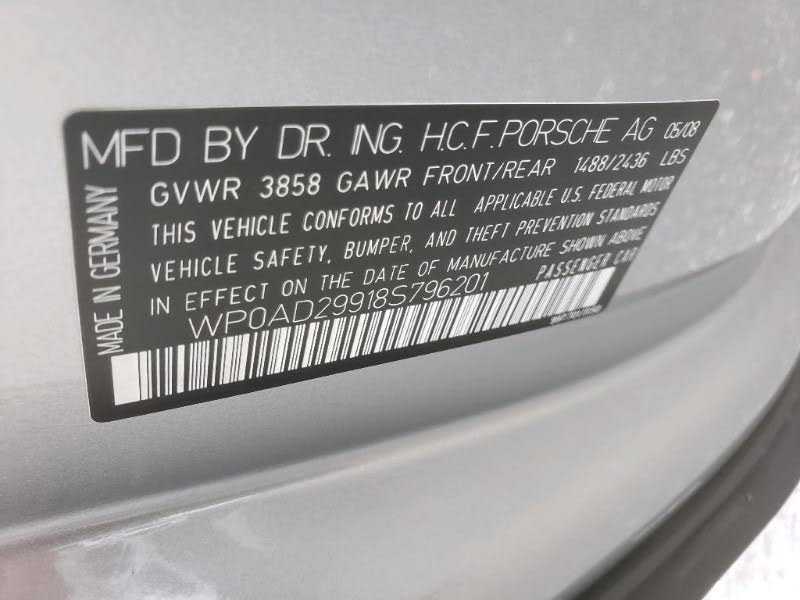 MFD BY DR. ING. H.C.F. PORSCHE AG 05/08
GVWR 3858 GAWR FRONT/REAR 1488/2436 LBS
THIS VEHICLE CONFORMS TO ALL APPLICABLE U.S. FEDERAL MOTOR
VEHICLE SAFETY, BUMPER, AND THEFT PREVENTION STANDARDS
IN EFFECT ON THE DATE OF MANUFACTURE SHOWN ABOVE
WP0AD29918S796201 PASSENGER CAR
MADE IN GERMANY